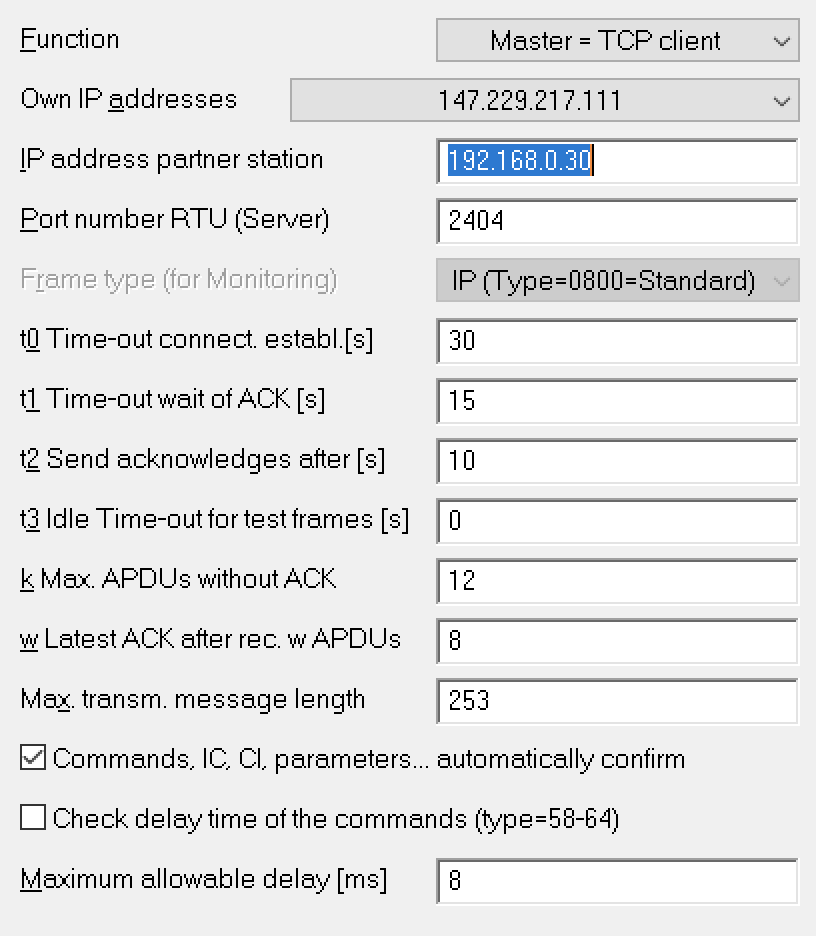 Function Master = TCP client
Own IP addresses 147.229.217.111
IP address partner station 192.168.0.30
Port number RTU (Server) 2404
Frame type (for Monitoring) IP (Type=0800=Standard)
t0 Time-out connect. establ.[s] 30
t1 Time-out wait of ACK [s] 15
t2 Send acknowledges after [s] 10
t3 Idle Time-out for test frames [s] 0
k Max. APDUs without ACK 12
w Latest ACK after rec. w APDUs 8
Max. transm. message length 253
Commands, IC, CI, parameters... automatically confirm
Check delay time of the commands (type=58-64)
Maximum allowable delay [ms] 8